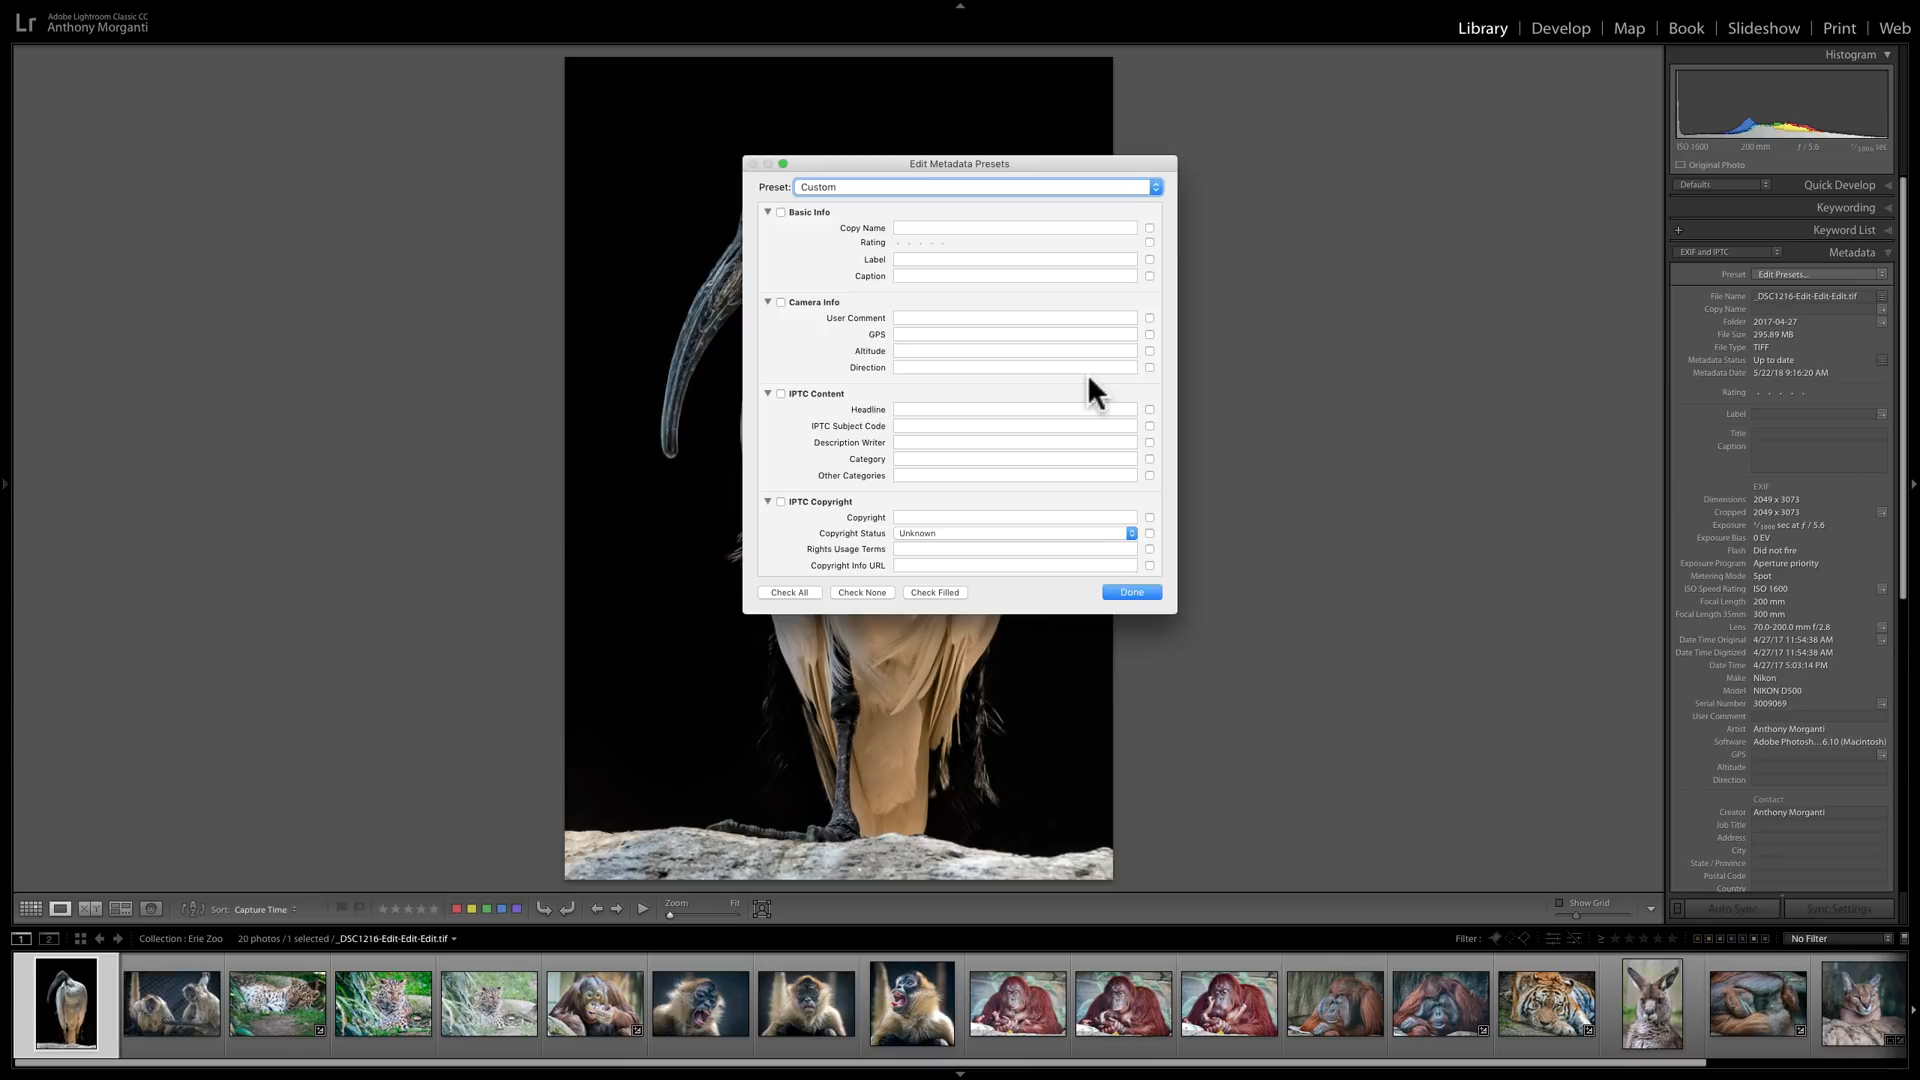 Lr
Adobe Lightroom Classic CC
Anthony Morganti
Library | Develop | Map | Book | Slideshow | Print | Web
Histogram
ISO 1600 200 mm ƒ / 5.6 1/1000 sec
Original Photo
Defaults Quick Develop
Keywording
+ Keyword List
EXIF and IPTC Metadata
Preset Edit Presets...
File Name _DSC1216-Edit-Edit-Edit.tif
Copy Name
Folder 2017-04-27
File Size 295.89 MB
File Type TIFF
Metadata Status Up to date
Metadata Date 5/22/18 9:16:20 AM
Rating . . . . .
Label
Title
Caption
EXIF
Dimensions 2049 x 3073
Cropped 2049 x 3073
Exposure 1/1000 sec at ƒ / 5.6
Exposure Bias 0 EV
Flash Did not fire
Exposure Program Aperture priority
Metering Mode Spot
ISO Speed Rating ISO 1600
Focal Length 200 mm
Focal Length 35mm 300 mm
Lens 70.0-200.0 mm f/2.8
Date Time Original 4/27/17 11:54:38 AM
Date Time Digitized 4/27/17 11:54:38 AM
Date Time 4/27/17 5:03:14 PM
Make Nikon
Model NIKON D500
Serial Number 3009069
User Comment
Artist Anthony Morganti
Software Adobe Photosh...6.10 (Macintosh)
GPS
Altitude
Direction
Contact
Creator Anthony Morganti
Job Title
Address
City
State / Province
Postal Code
Country
Auto Sync Sync Settings
Edit Metadata Presets
Preset: Custom
Basic Info
Copy Name
Rating . . . . .
Label
Caption
Camera Info
User Comment
GPS
Altitude
Direction
IPTC Content
Headline
IPTC Subject Code
Description Writer
Category
Other Categories
IPTC Copyright
Copyright
Copyright Status Unknown
Rights Usage Terms
Copyright Info URL
Check All Check None Check Filled Done
XY Sort: Capture Time Zoom Fit Show Grid
1 2 Collection : Erie Zoo 20 photos / 1 selected / _DSC1216-Edit-Edit-Edit.tif Filter : ≥ No Filter